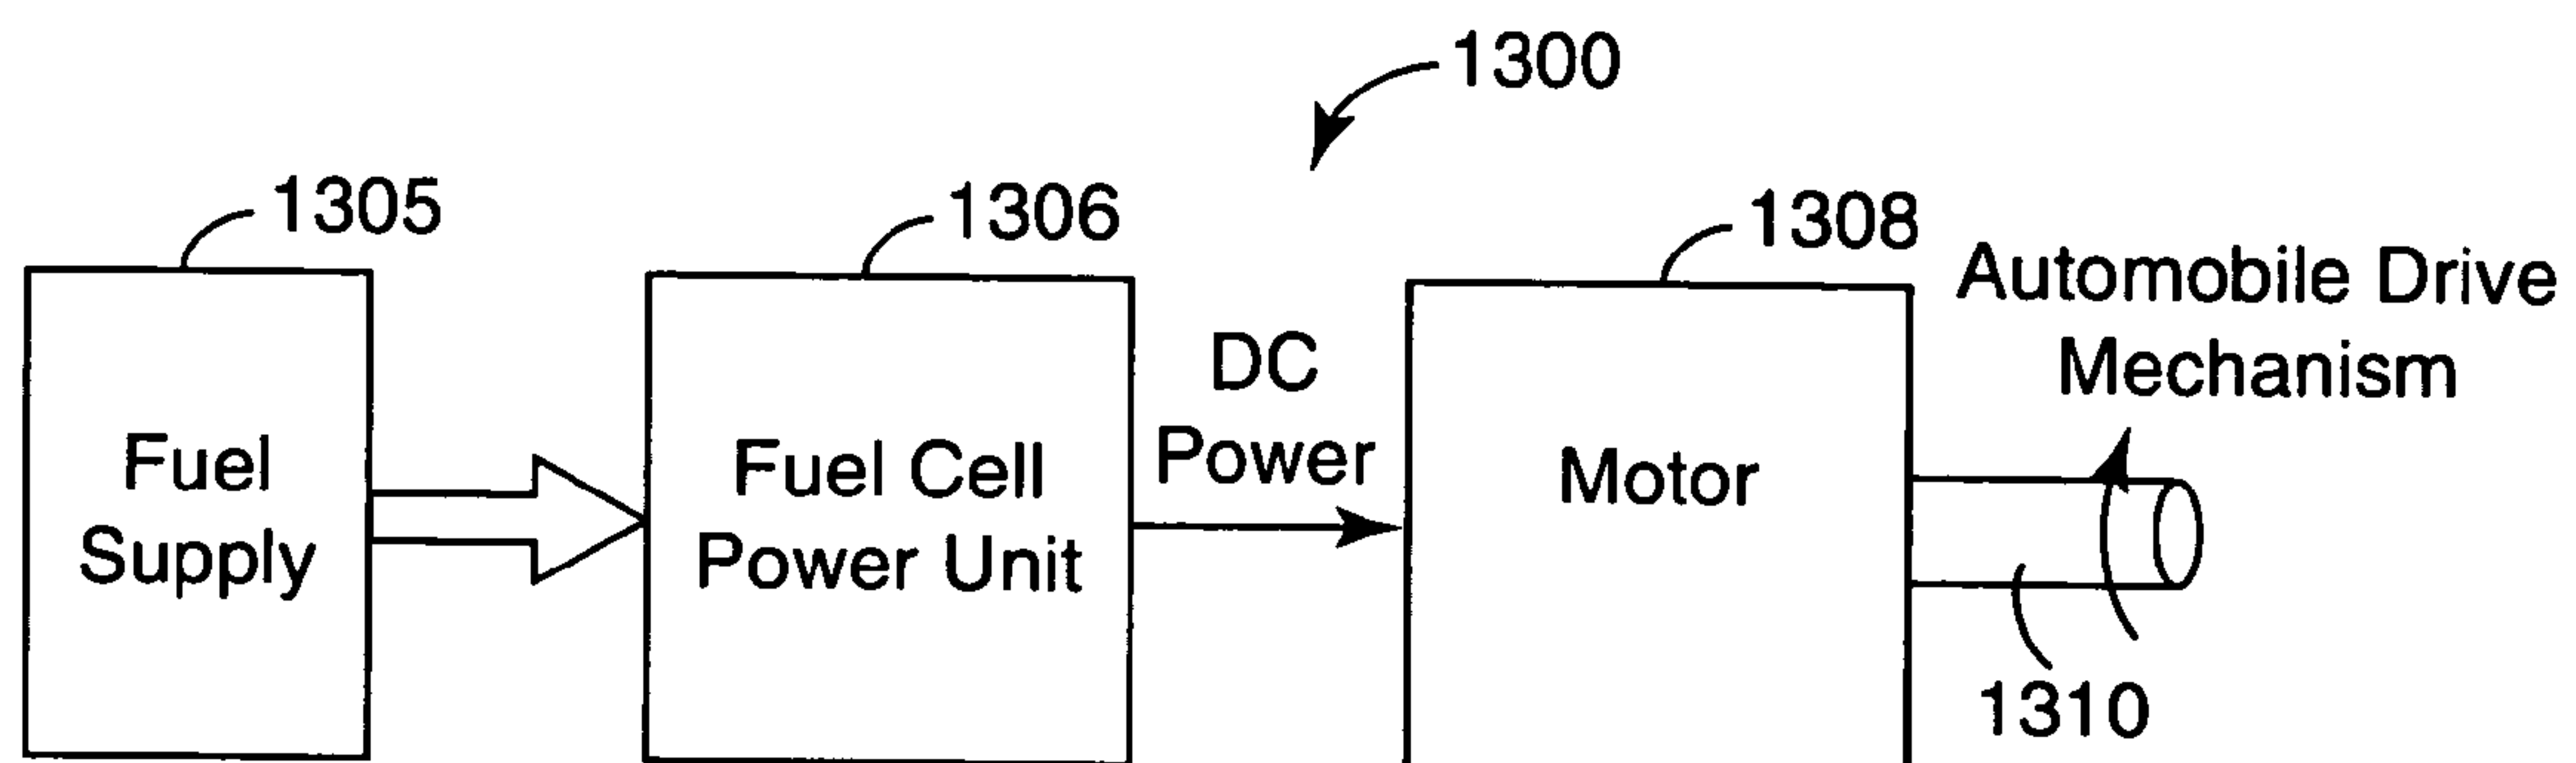 1300
1305
1306
1308
Automobile Drive
Mechanism
DC
Power
Fuel
Supply
Fuel Cell
Power Unit
Motor
1310